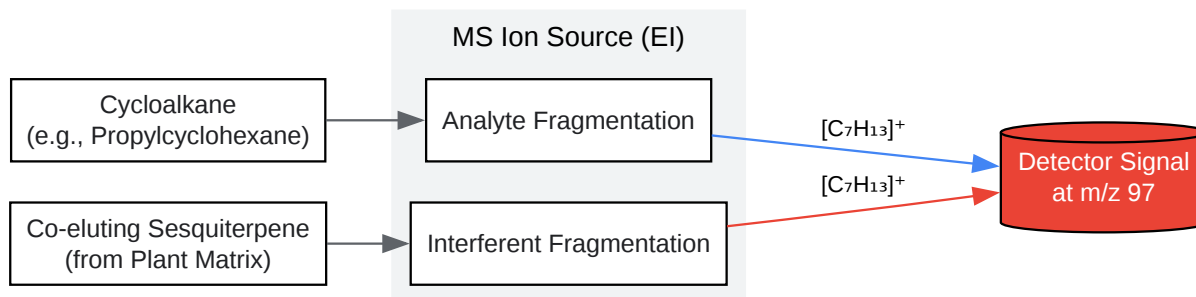 MS Ion Source (EI)
Cycloalkane
(e.g., Propylcyclohexane)
Analyte Fragmentation
[C₇H₁₃]⁺
Detector Signal
at m/z 97
[C₇H₁₃]⁺
Co-eluting Sesquiterpene
(from Plant Matrix)
Interferent Fragmentation